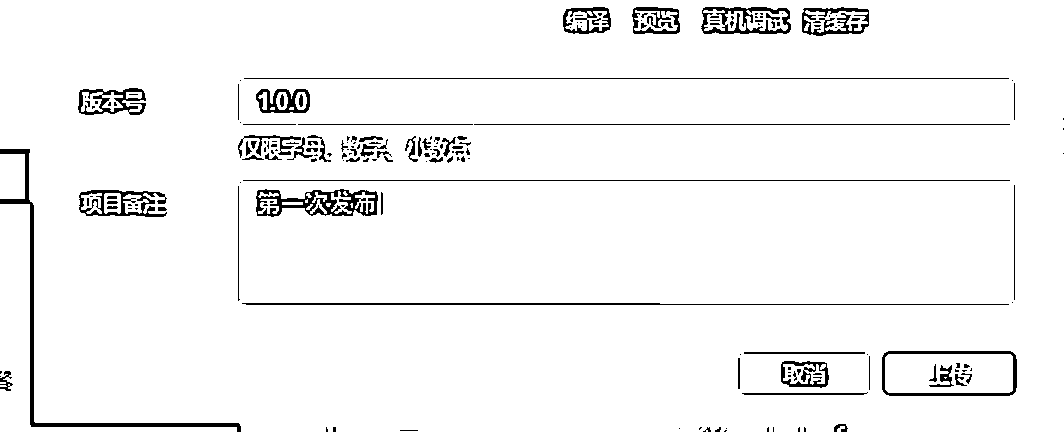 编译 预览 真机调试 清缓存
版本号 1.0.0
仅限字母、数字、小数点
项目备注 第一次发布
取消 上传